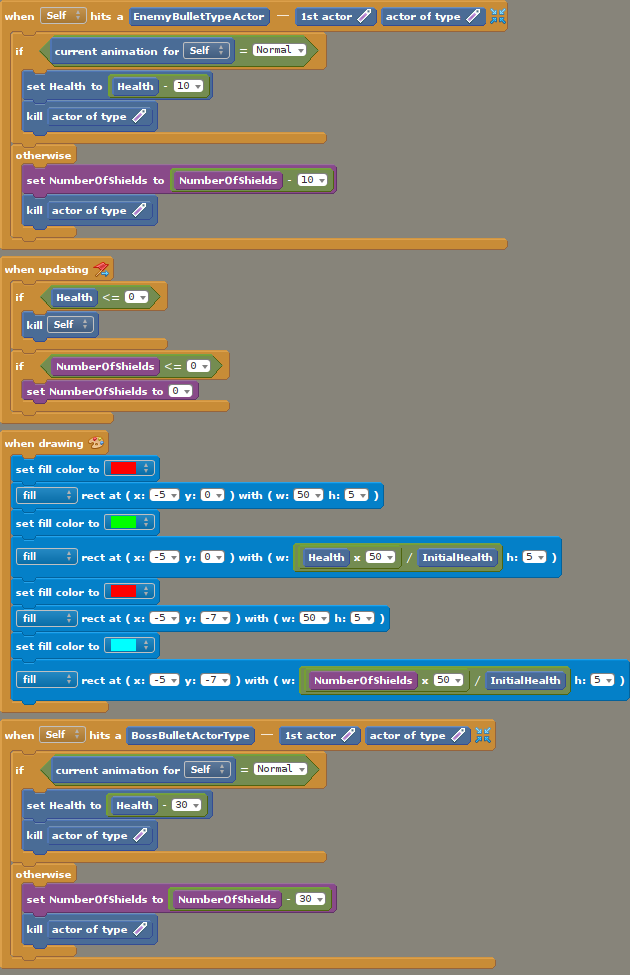 when Self hits a EnemyBulletTypeActor — 1st actor actor of type
if current animation for Self = Normal
set Health to Health - 10
kill actor of type
otherwise
set NumberOfShields to NumberOfShields - 10
kill actor of type
when updating
if Health <= 0
kill Self
if NumberOfShields <= 0
set NumberOfShields to 0
when drawing
set fill color to
fill rect at ( x: -5 y: 0 ) with ( w: 50 h: 5 )
set fill color to
fill rect at ( x: -5 y: 0 ) with ( w: Health x 50 / InitialHealth h: 5 )
set fill color to
fill rect at ( x: -5 y: -7 ) with ( w: 50 h: 5 )
set fill color to
fill rect at ( x: -5 y: -7 ) with ( w: NumberOfShields x 50 / InitialHealth h: 5 )
when Self hits a BossBulletActorType — 1st actor actor of type
if current animation for Self = Normal
set Health to Health - 30
kill actor of type
otherwise
set NumberOfShields to NumberOfShields - 30
kill actor of type